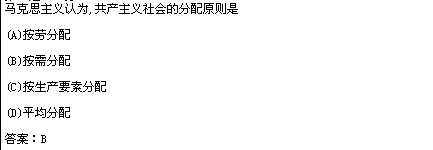 马克思主义认为,共产主义社会的分配原则是
(A)按劳分配
(B)按需分配
(C)按生产要素分配
(D)平均分配
答案：B